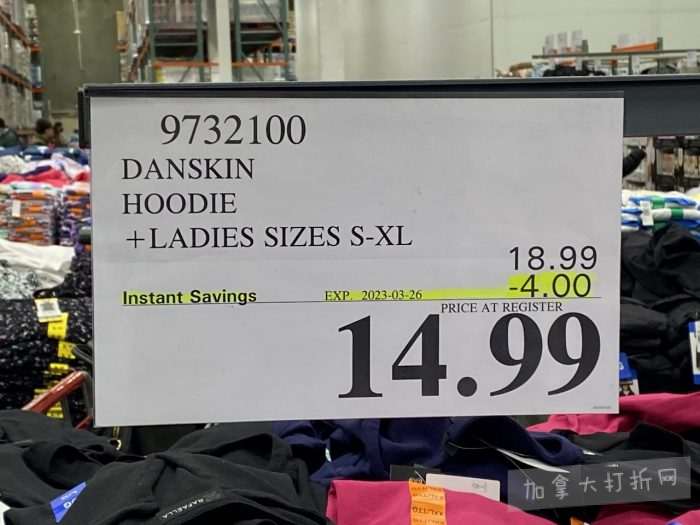 9732100
DANSKIN
HOODIE
+LADIES SIZES S-XL
18.99
Instant Savings EXP. 2023-03-26 -4.00
PRICE AT REGISTER
14.99
RAFAELLA
加拿大打折网